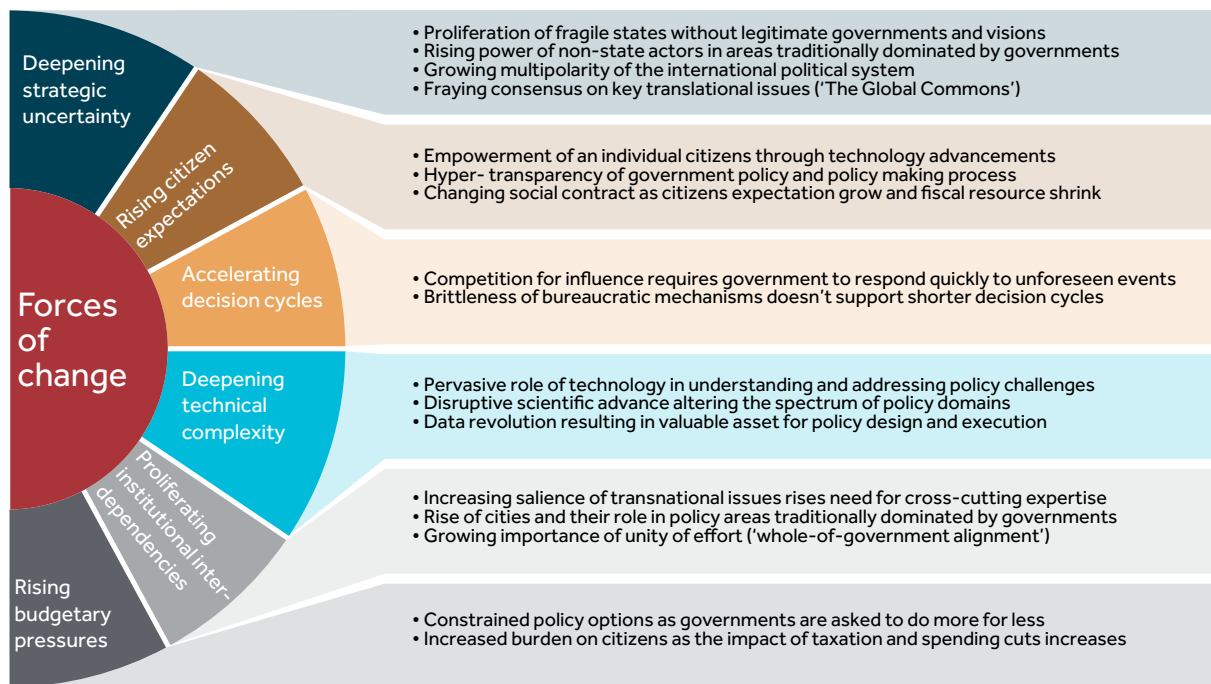 Forces
of
change
Deepening
strategic
uncertainty
• Proliferation of fragile states without legitimate governments and visions
• Rising power of non-state actors in areas traditionally dominated by governments
• Growing multipolarity of the international political system
• Fraying consensus on key translational issues (‘The Global Commons’)
Rising citizen
expectations
• Empowerment of an individual citizens through technology advancements
• Hyper- transparency of government policy and policy making process
• Changing social contract as citizens expectation grow and fiscal resource shrink
Accelerating
decision cycles
• Competition for influence requires government to respond quickly to unforeseen events
• Brittleness of bureaucratic mechanisms doesn’t support shorter decision cycles
Deepening
technical
complexity
• Pervasive role of technology in understanding and addressing policy challenges
• Disruptive scientific advance altering the spectrum of policy domains
• Data revolution resulting in valuable asset for policy design and execution
Proliferating
institutional inter-
dependencies
• Increasing salience of transnational issues rises need for cross-cutting expertise
• Rise of cities and their role in policy areas traditionally dominated by governments
• Growing importance of unity of effort (‘whole-of-government alignment’)
Rising
budgetary
pressures
• Constrained policy options as governments are asked to do more for less
• Increased burden on citizens as the impact of taxation and spending cuts increases